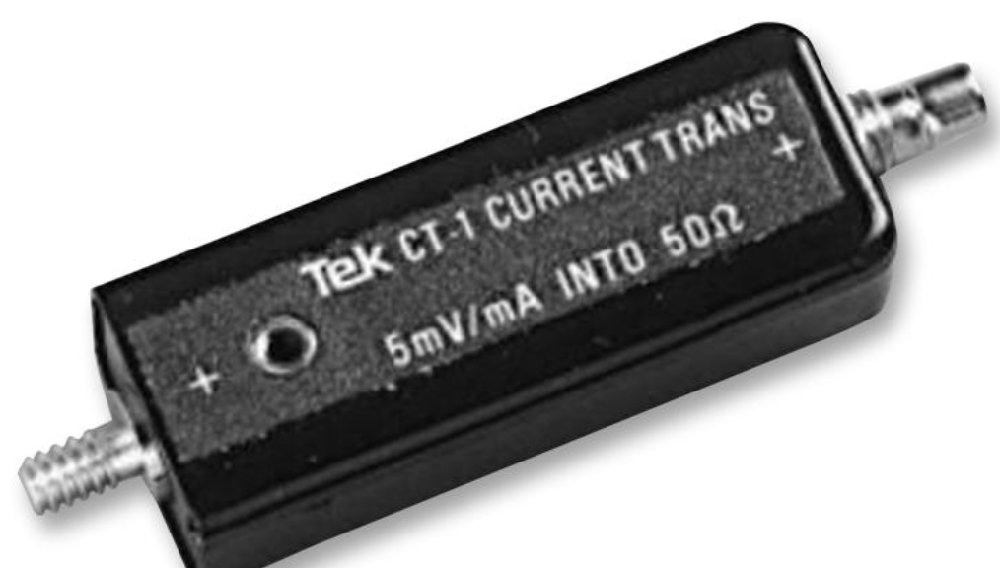 Tek CT-1 CURRENT TRANS
+
5mV/mA INTO 50Ω
+